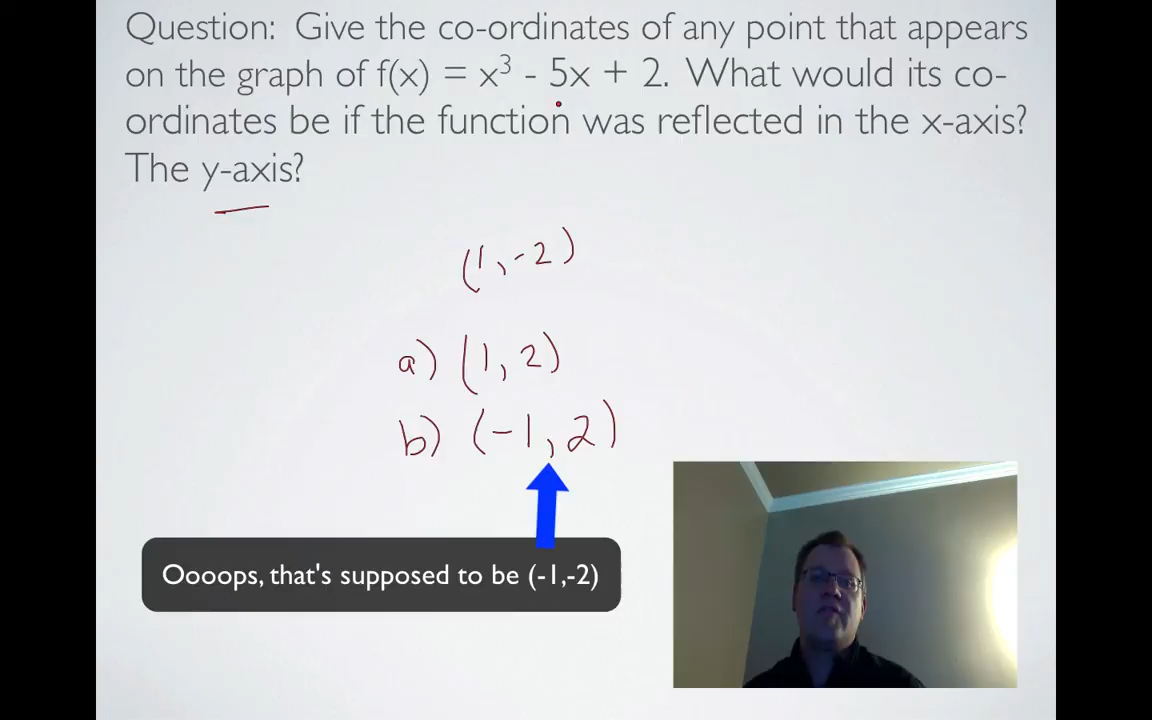 Question: Give the co-ordinates of any point that appears
on the graph of f(x) = x³ - 5x + 2. What would its co-
ordinates be if the function was reflected in the x-axis?
The y-axis?
(1, -2)
a) (1, 2)
b) (-1, 2)
Oooops, that's supposed to be (-1,-2)